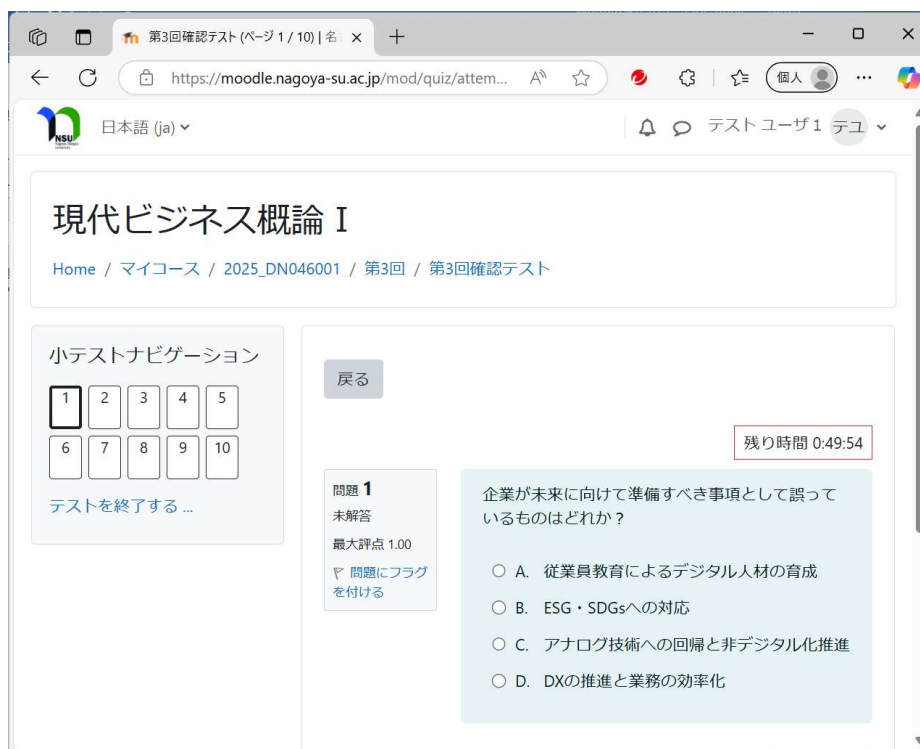 第3回確認テスト (ページ 1 / 10) | 名
https://moodle.nagoya-su.ac.jp/mod/quiz/attem...
個人
NSU
日本語 (ja)
テスト ユーザ 1 テユ
現代ビジネス概論 I
Home / マイコース / 2025_DN046001 / 第3回 / 第3回確認テスト
小テストナビゲーション
1 2 3 4 5
6 7 8 9 10
テストを終了する ...
戻る
残り時間 0:49:54
問題 1
未解答
最大評点 1.00
問題にフラグ
を付ける
企業が未来に向けて準備すべき事項として誤って
いるものはどれか？
A. 従業員教育によるデジタル人材の育成
B. ESG・SDGsへの対応
C. アナログ技術への回帰と非デジタル化推進
D. DXの推進と業務の効率化